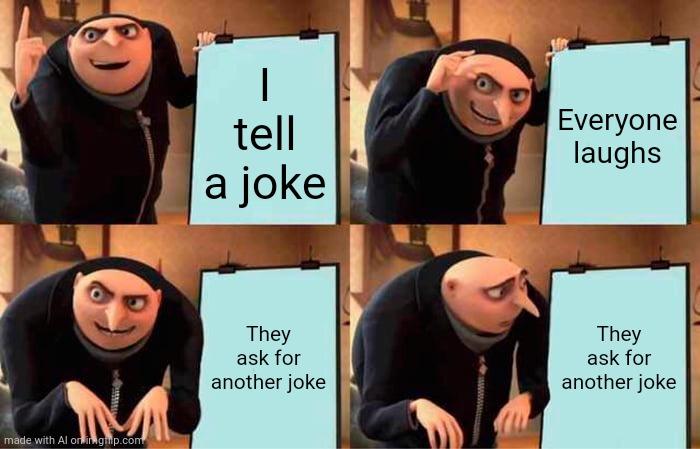 I
tell
a joke
Everyone
laughs
They
ask for
another joke
They
ask for
another joke
made with AI on imgflip.com